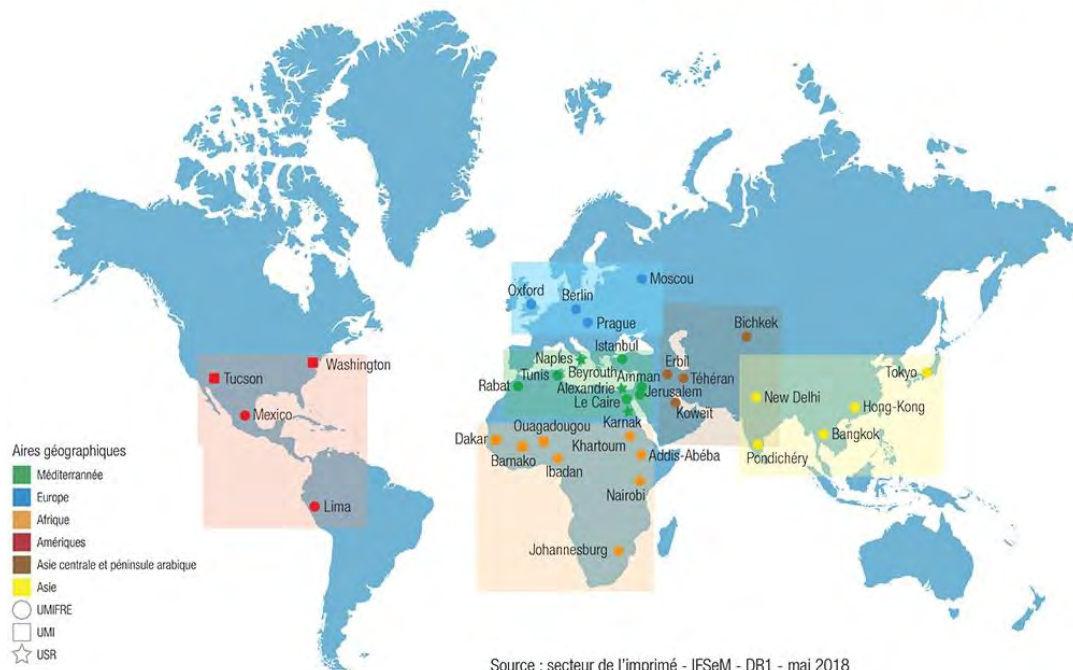 Moscou
Oxford
Berlin
Prague
Bichkek
Istanbul
Naples
Washington
Tunis
Beyrouth
Erbil
Tokyo
Tucson
Rabat
Alexandrie
Amman
Téhéran
Jerusalem
New Delhi
Le Caire
Hong-Kong
Mexico
Koweit
Karnak
Ouagadougou
Dakar
Khartoum
Bangkok
Addis-Abéba
Bamako
Ibadan
Pondichéry
Nairobi
Lima
Johannesburg
Aires géographiques
Méditerrannée
Europe
Afrique
Amériques
Asie centrale et péninsule arabique
Asie
UMIFRE
UMI
USR
Source : secteur de l'imprimé - IFSeM - DR1 - mai 2018